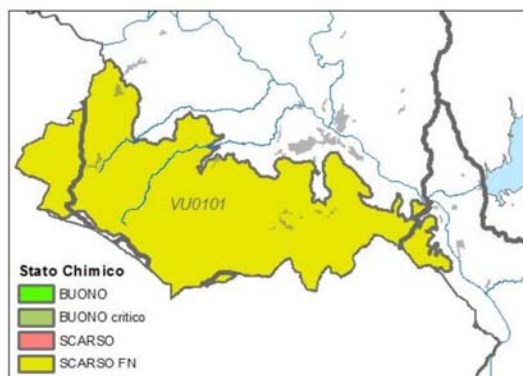 VU0101
Stato Chimico
BUONO
BUONO critico
SCARSO
SCARSO FN